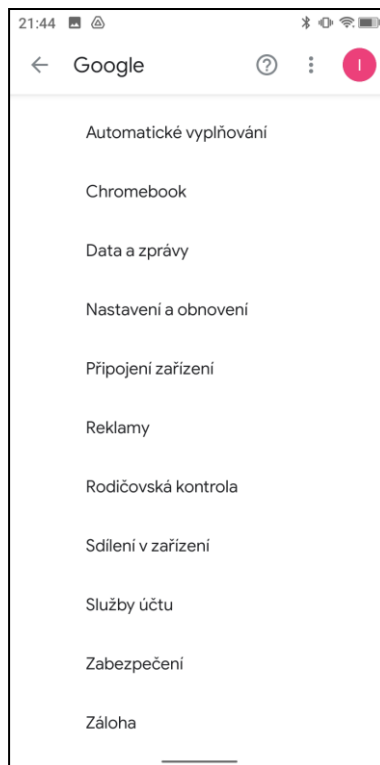 21:44
Google
I
Automatické vyplňování
Chromebook
Data a zprávy
Nastavení a obnovení
Připojení zařízení
Reklamy
Rodičovská kontrola
Sdílení v zařízení
Služby účtu
Zabezpečení
Záloha